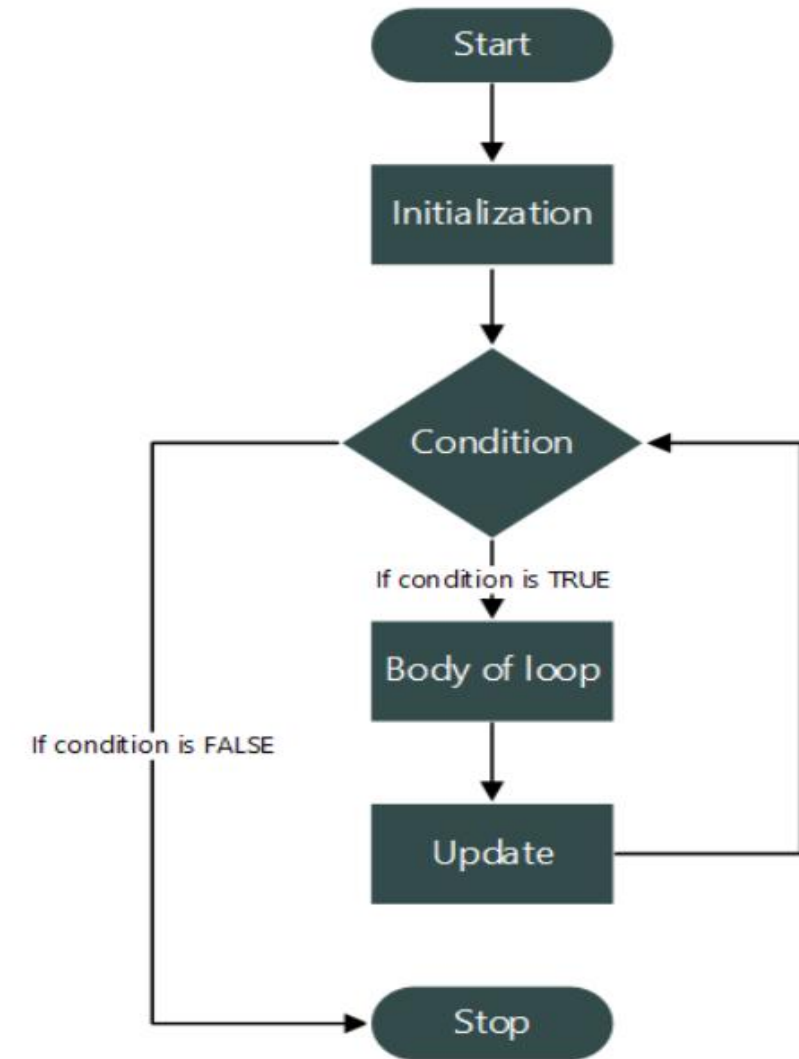 Start
Initialization
Condition
If condition is TRUE
Body of loop
If condition is FALSE
Update
Stop